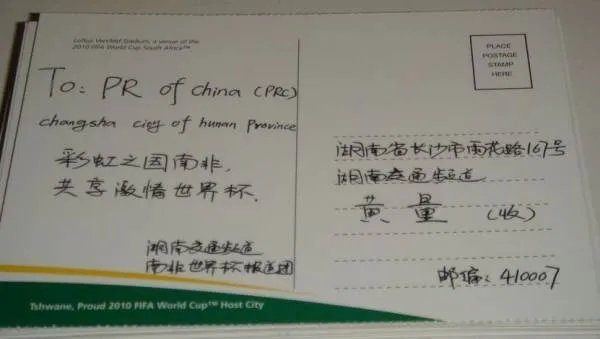 Loftus Versfeld Stadium, a venue of the
2010 FIFA World Cup South Africa™
To: PR of china (PRC)
changsha city of hunan Province
彩虹之国南非，
共享激情世界杯．
湖南交通频道
南非世界杯报道团
Tshwane, Proud 2010 FIFA World Cup™ Host City
PLACE
POSTAGE
STAMP
HERE
湖南省长沙市雨花路167号
湖南交通频道
黄 星 (收)
邮编：410007